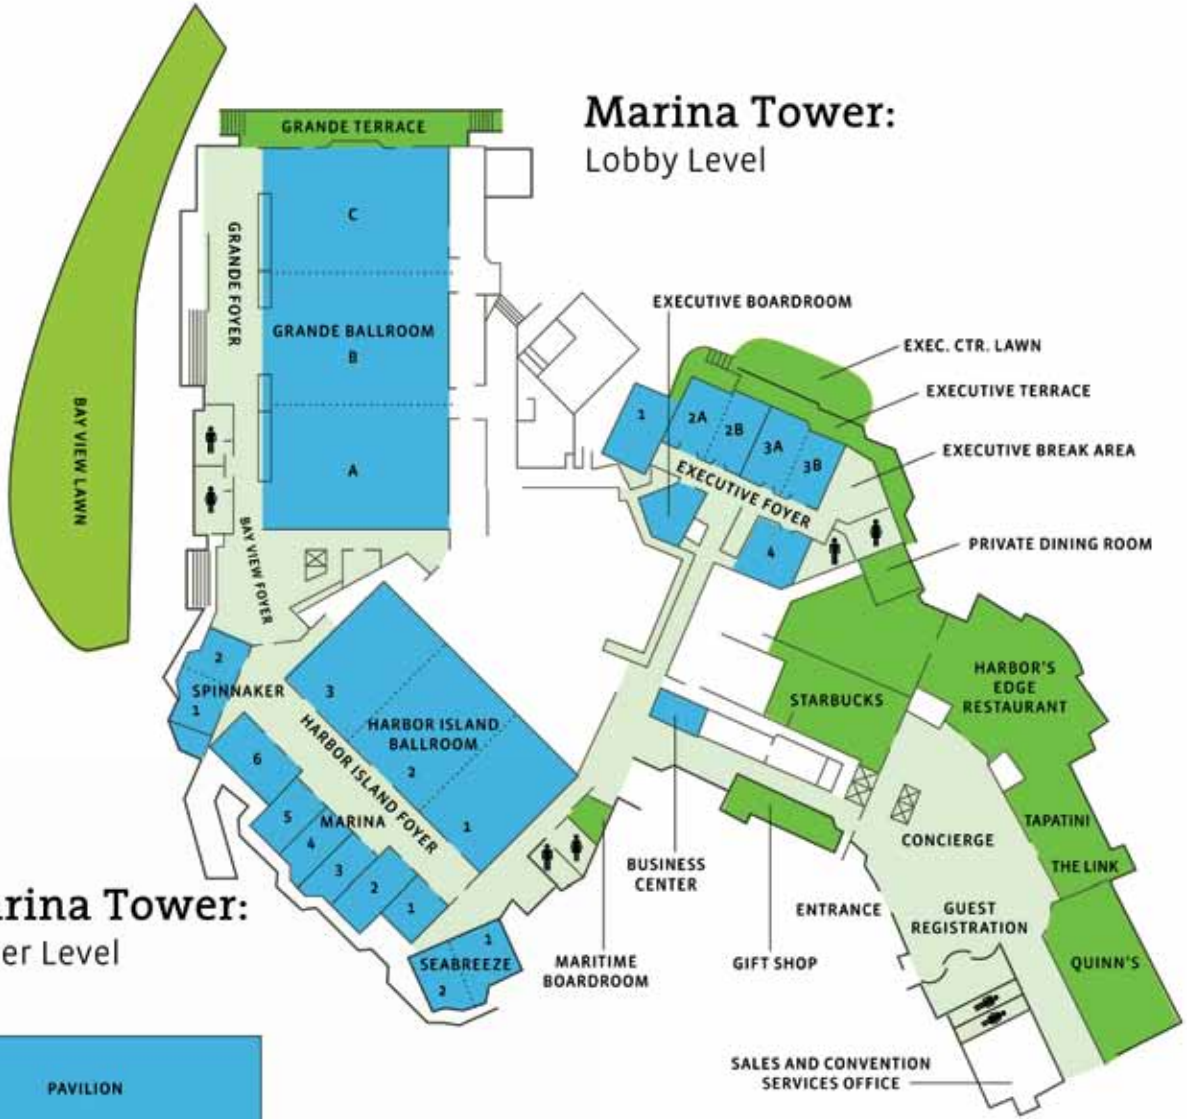 Marina Tower:
Lobby Level
GRANDE TERRACE
C
GRANDE FOYER
GRANDE BALLROOM
B
A
BAY VIEW LAWN
BAY VIEW FOYER
EXECUTIVE BOARDROOM
EXEC. CTR. LAWN
EXECUTIVE TERRACE
EXECUTIVE BREAK AREA
1
2A
2B
3A
3B
EXECUTIVE FOYER
4
PRIVATE DINING ROOM
2
SPINNAKER
1
3
HARBOR ISLAND
BALLROOM
2
1
HARBOR ISLAND FOYER
6
5
MARINA
4
3
2
1
STARBUCKS
HARBOR'S
EDGE
RESTAURANT
TAPATINI
THE LINK
CONCIERGE
BUSINESS
CENTER
ENTRANCE
GUEST
REGISTRATION
1
SEABREEZE
2
MARITIME
BOARDROOM
GIFT SHOP
QUINN'S
SALES AND CONVENTION
SERVICES OFFICE
arina Tower:
er Level
PAVILION